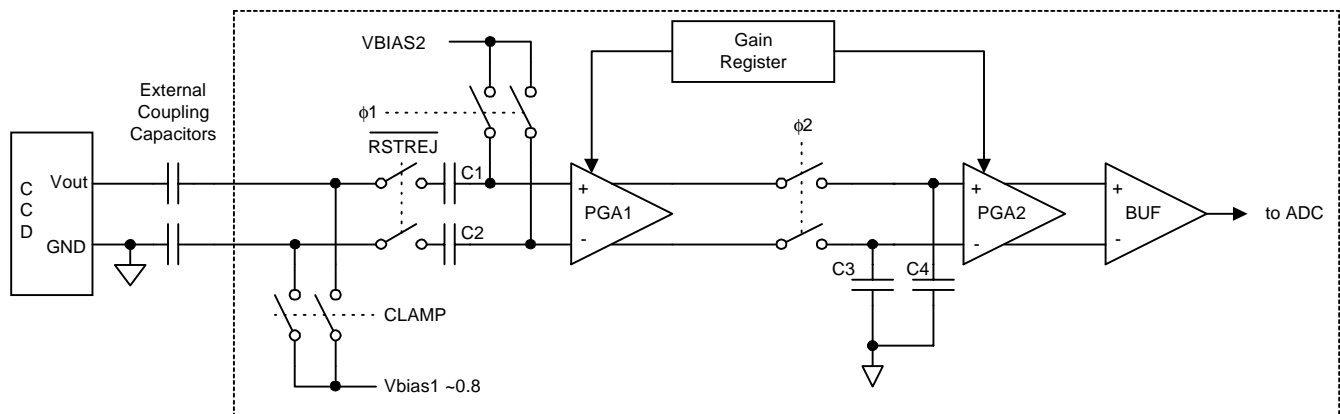 VBIAS2
Gain
Register
External
Coupling
Capacitors
ϕ1
RSTREJ
ϕ2
CCD
Vout
GND
C1
C2
+
PGA1
-
+
PGA2
-
+
BUF
-
to ADC
C3
C4
CLAMP
Vbias1 ~0.8